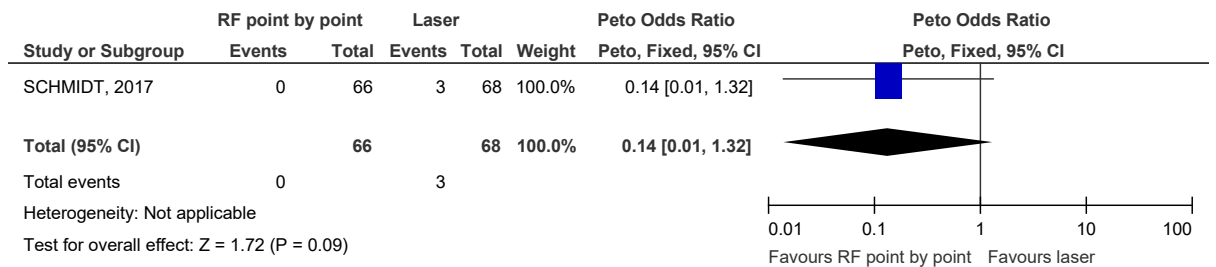 RF point by point Laser Peto Odds Ratio Peto Odds Ratio
Study or Subgroup Events Total Events Total Weight Peto, Fixed, 95% CI Peto, Fixed, 95% CI
SCHMIDT, 2017 0 66 3 68 100.0% 0.14 [0.01, 1.32]
Total (95% CI) 66 68 100.0% 0.14 [0.01, 1.32]
Total events 0 3
Heterogeneity: Not applicable
Test for overall effect: Z = 1.72 (P = 0.09)
0.01 0.1 1 10 100
Favours RF point by point Favours laser